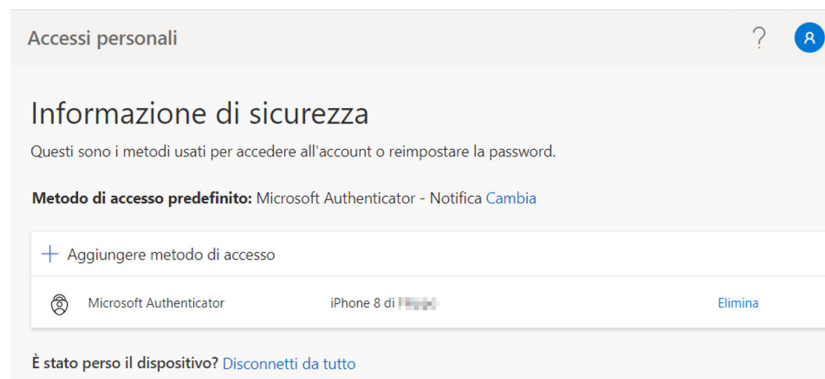 Accessi personali
Informazione di sicurezza
Questi sono i metodi usati per accedere all'account o reimpostare la password.
Metodo di accesso predefinito: Microsoft Authenticator - Notifica Cambia
+ Aggiungere metodo di accesso
Microsoft Authenticator iPhone 8 di Elimina
È stato perso il dispositivo? Disconnetti da tutto